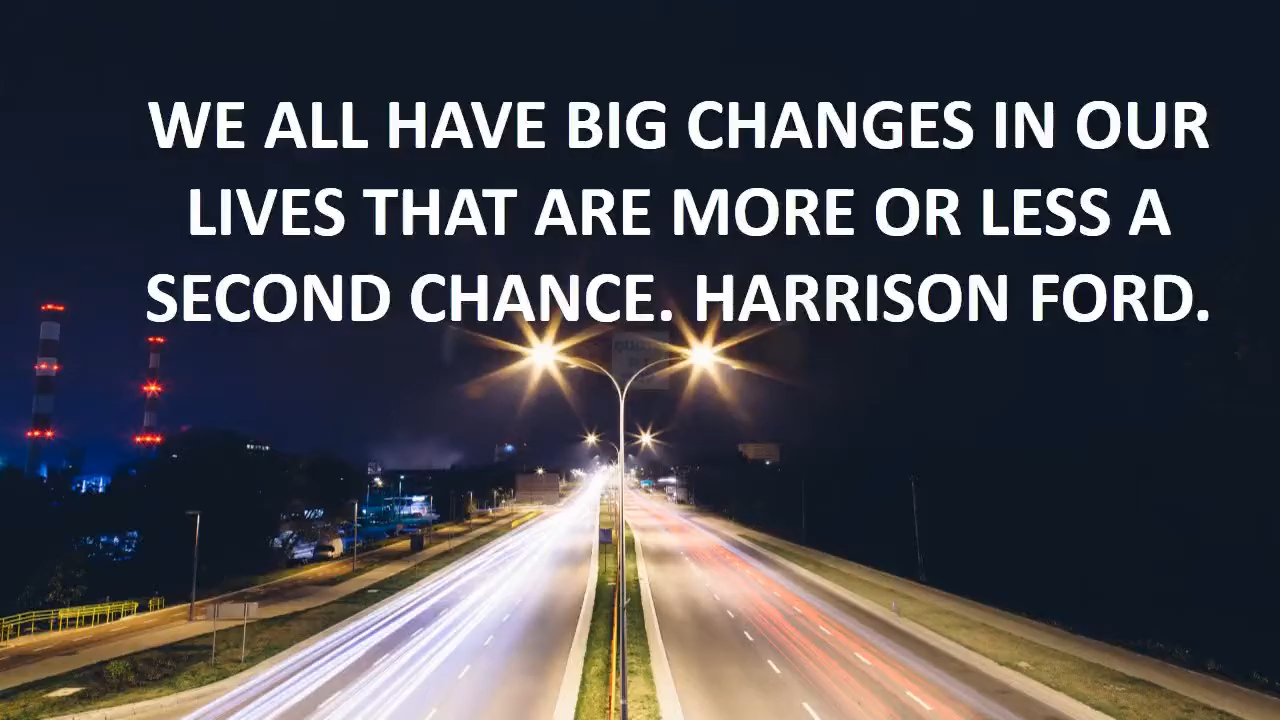 WE ALL HAVE BIG CHANGES IN OUR
LIVES THAT ARE MORE OR LESS A
SECOND CHANCE. HARRISON FORD.